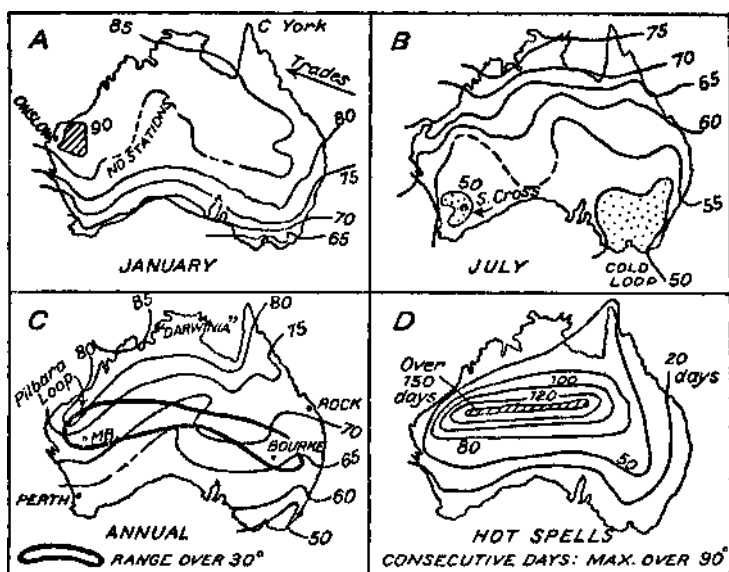 A
85
C York
Trades
ONSLOW
90
NO STATIONS
80
75
70
65
JANUARY
B
75
70
65
60
50
S. Cross
55
COLD
LOOP
50
JULY
C
85
80
"DARWINIA"
75
80
Pilbara
LOOP
ROCK
70
MB
BOURKE
65
PERTH
60
50
ANNUAL
RANGE OVER 30°
D
Over
150
days
20
days
100
120
80
50
HOT SPELLS
CONSECUTIVE DAYS: MAX. OVER 90°